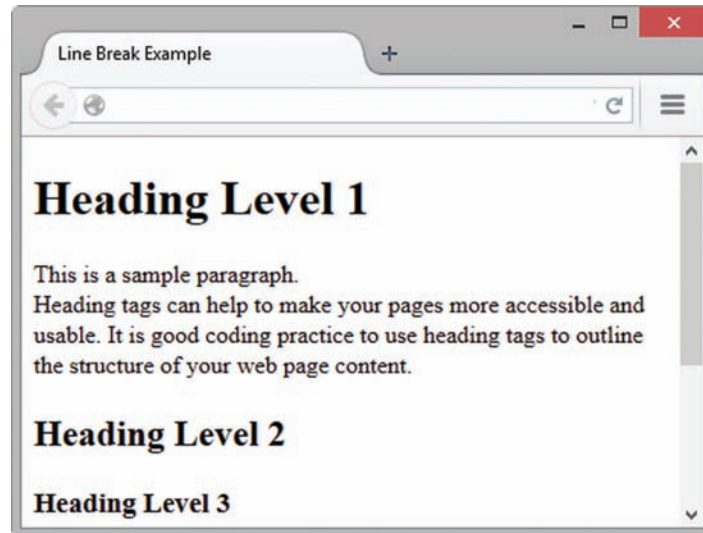 Line Break Example
Heading Level 1
This is a sample paragraph.
Heading tags can help to make your pages more accessible and
usable. It is good coding practice to use heading tags to outline
the structure of your web page content.
Heading Level 2
Heading Level 3